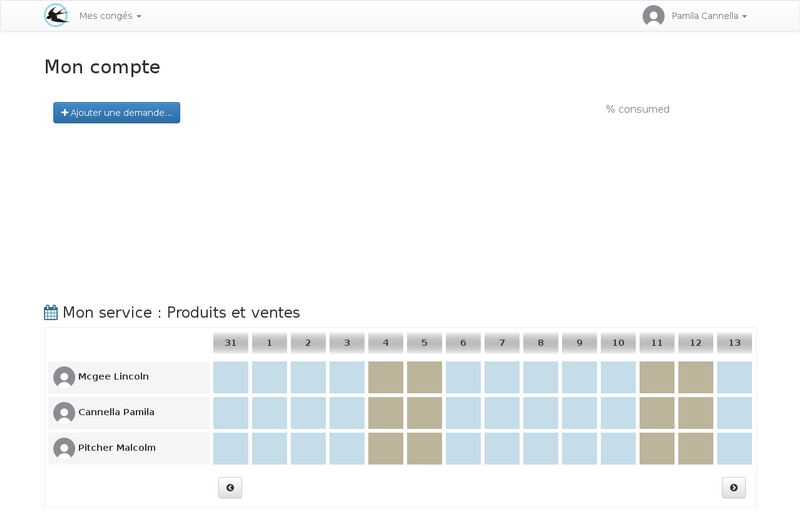 Mes congés
Pamila Cannella
Mon compte
Ajouter une demande...
% consumed
Mon service : Produits et ventes
31 1 2 3 4 5 6 7 8 9 10 11 12 13
Mcgee Lincoln
Cannella Pamila
Pitcher Malcolm